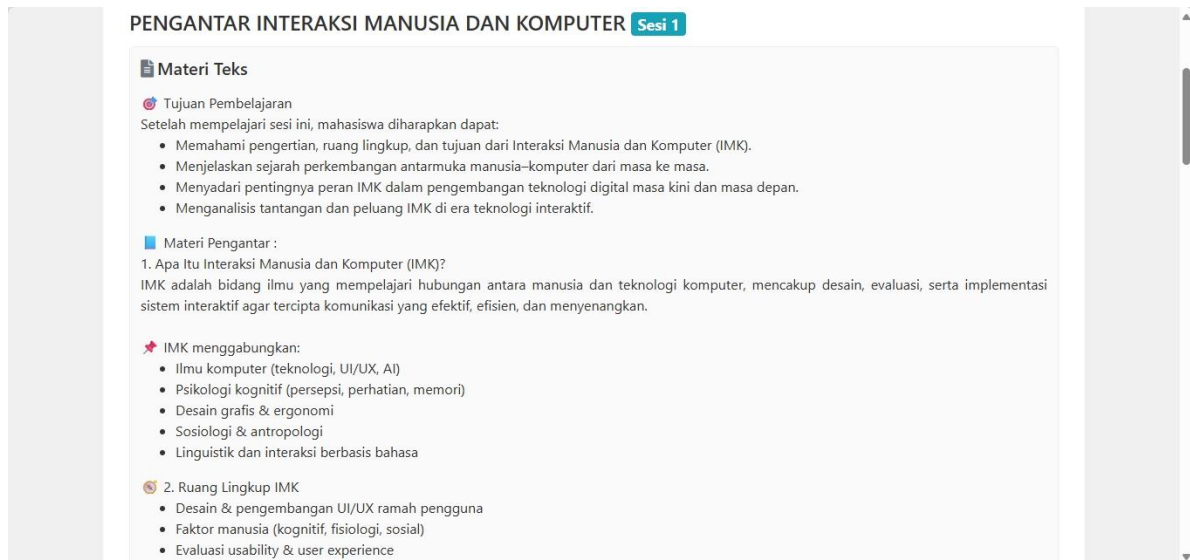 PENGANTAR INTERAKSI MANUSIA DAN KOMPUTER Sesi 1
Materi Teks
Tujuan Pembelajaran
Setelah mempelajari sesi ini, mahasiswa diharapkan dapat:
• Memahami pengertian, ruang lingkup, dan tujuan dari Interaksi Manusia dan Komputer (IMK).
• Menjelaskan sejarah perkembangan antarmuka manusia–komputer dari masa ke masa.
• Menyadari pentingnya peran IMK dalam pengembangan teknologi digital masa kini dan masa depan.
• Menganalisis tantangan dan peluang IMK di era teknologi interaktif.
Materi Pengantar :
1. Apa Itu Interaksi Manusia dan Komputer (IMK)?
IMK adalah bidang ilmu yang mempelajari hubungan antara manusia dan teknologi komputer, mencakup desain, evaluasi, serta implementasi
sistem interaktif agar tercipta komunikasi yang efektif, efisien, dan menyenangkan.
IMK menggabungkan:
• Ilmu komputer (teknologi, UI/UX, AI)
• Psikologi kognitif (persepsi, perhatian, memori)
• Desain grafis & ergonomi
• Sosiologi & antropologi
• Linguistik dan interaksi berbasis bahasa
2. Ruang Lingkup IMK
• Desain & pengembangan UI/UX ramah pengguna
• Faktor manusia (kognitif, fisiologi, sosial)
• Evaluasi usability & user experience